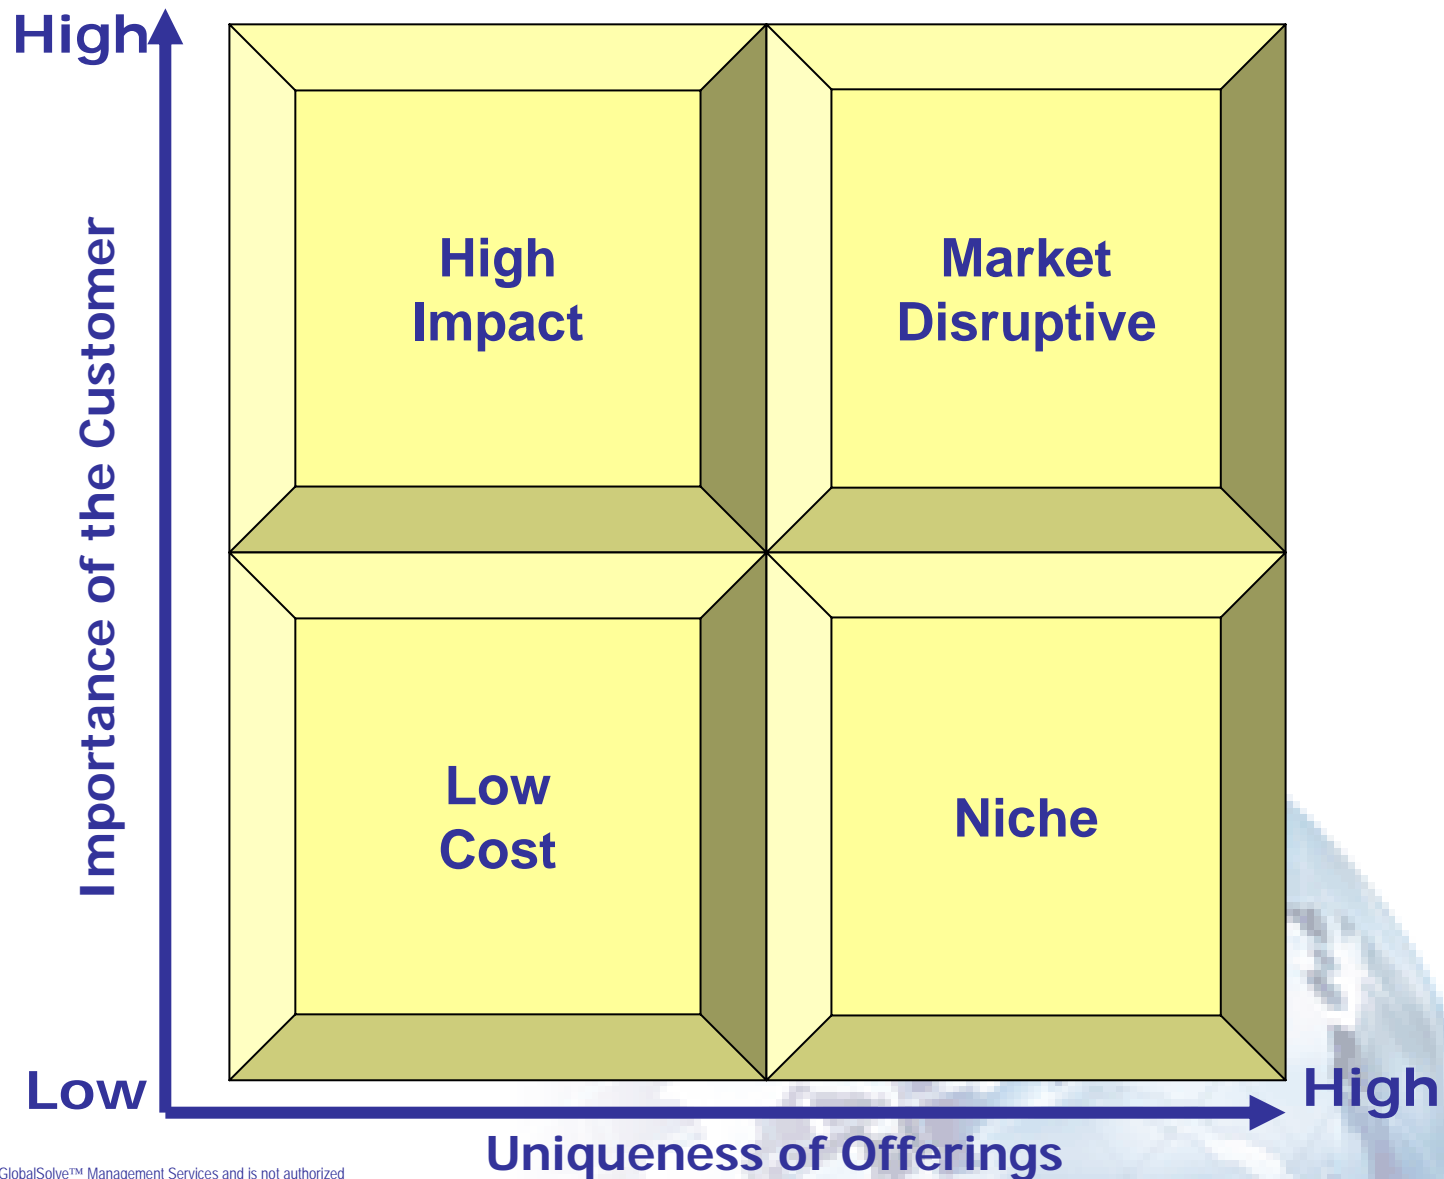 High
Importance of the Customer
High
Impact
Market
Disruptive
Low
Cost
Niche
Low
High
Uniqueness of Offerings
GlobalSolve™ Management Services and is not authorized